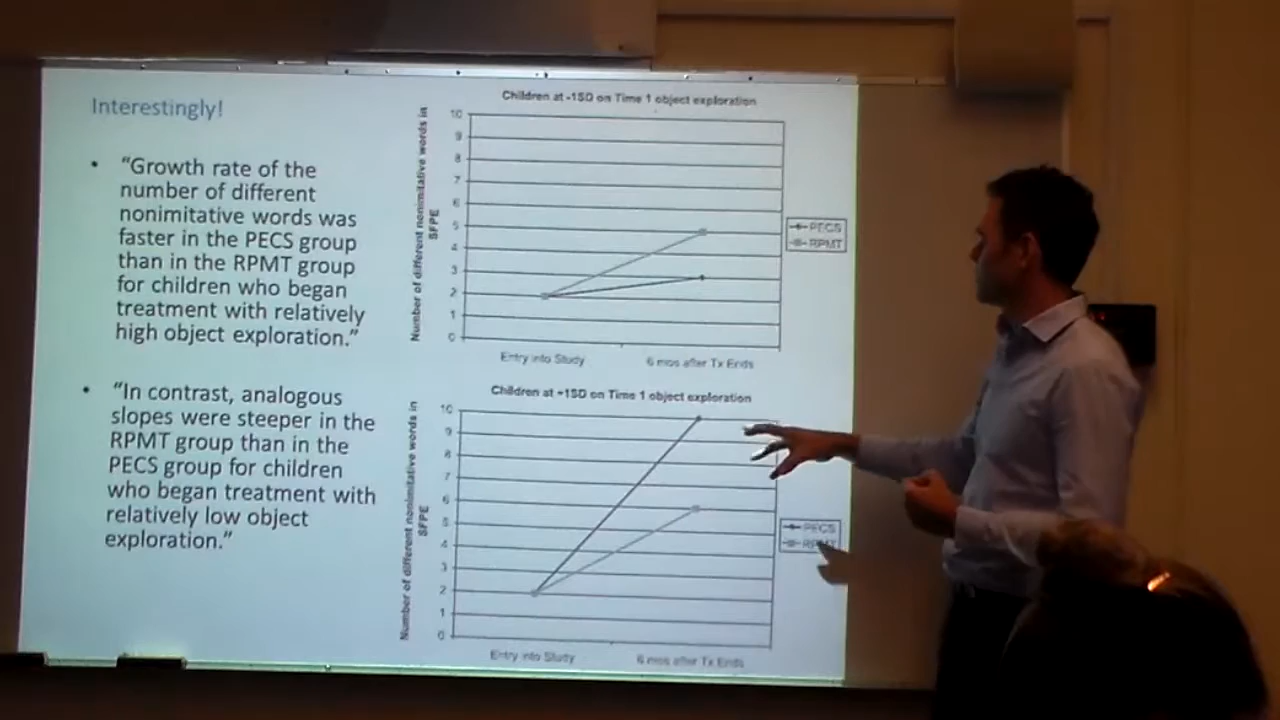 Interestingly!
• “Growth rate of the
number of different
nonimitative words was
faster in the PECS group
than in the RPMT group
for children who began
treatment with relatively
high object exploration.”
• “In contrast, analogous
slopes were steeper in the
RPMT group than in the
PECS group for children
who began treatment with
relatively low object
exploration.”
Children at -1SD on Time 1 object exploration
Number of different nonimitative words in
SFPE
10
9
8
7
6
5
4
3
2
1
0
Entry into Study
6 mos after Tx Ends
PECS
RPMT
Children at +1SD on Time 1 object exploration
Number of different nonimitative words in
SFPE
10
9
8
7
6
5
4
3
2
1
0
Entry into Study
6 mos after Tx Ends
PECS
RPMT